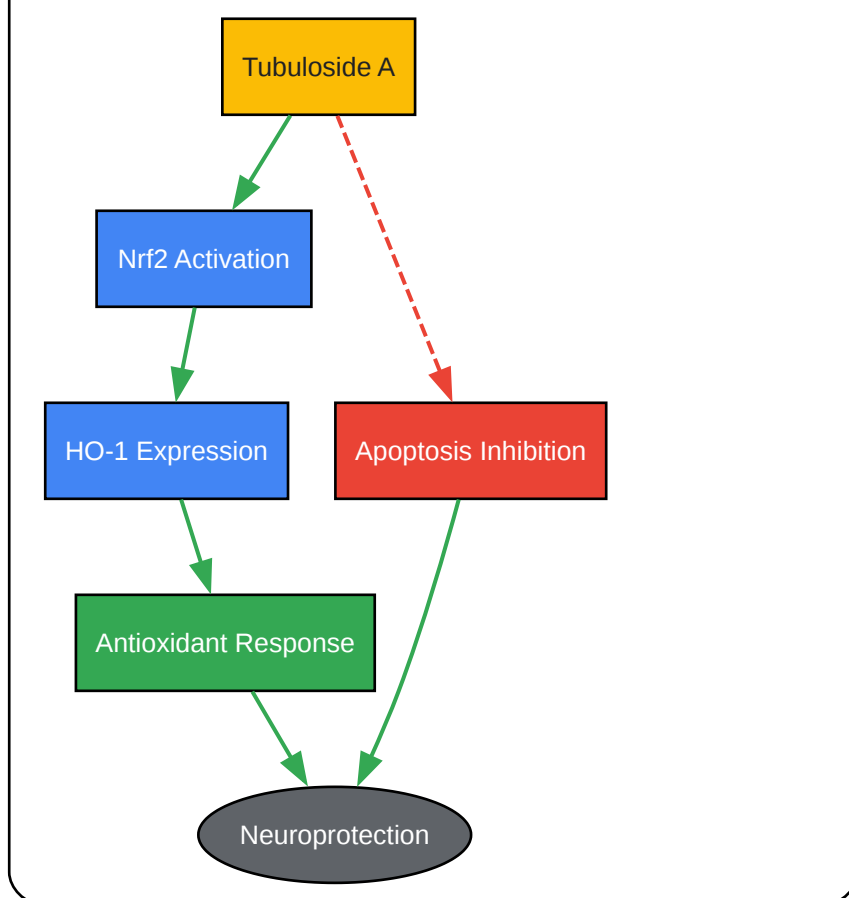 Tubuloside A
Nrf2 Activation
HO-1 Expression
Apoptosis Inhibition
Antioxidant Response
Neuroprotection